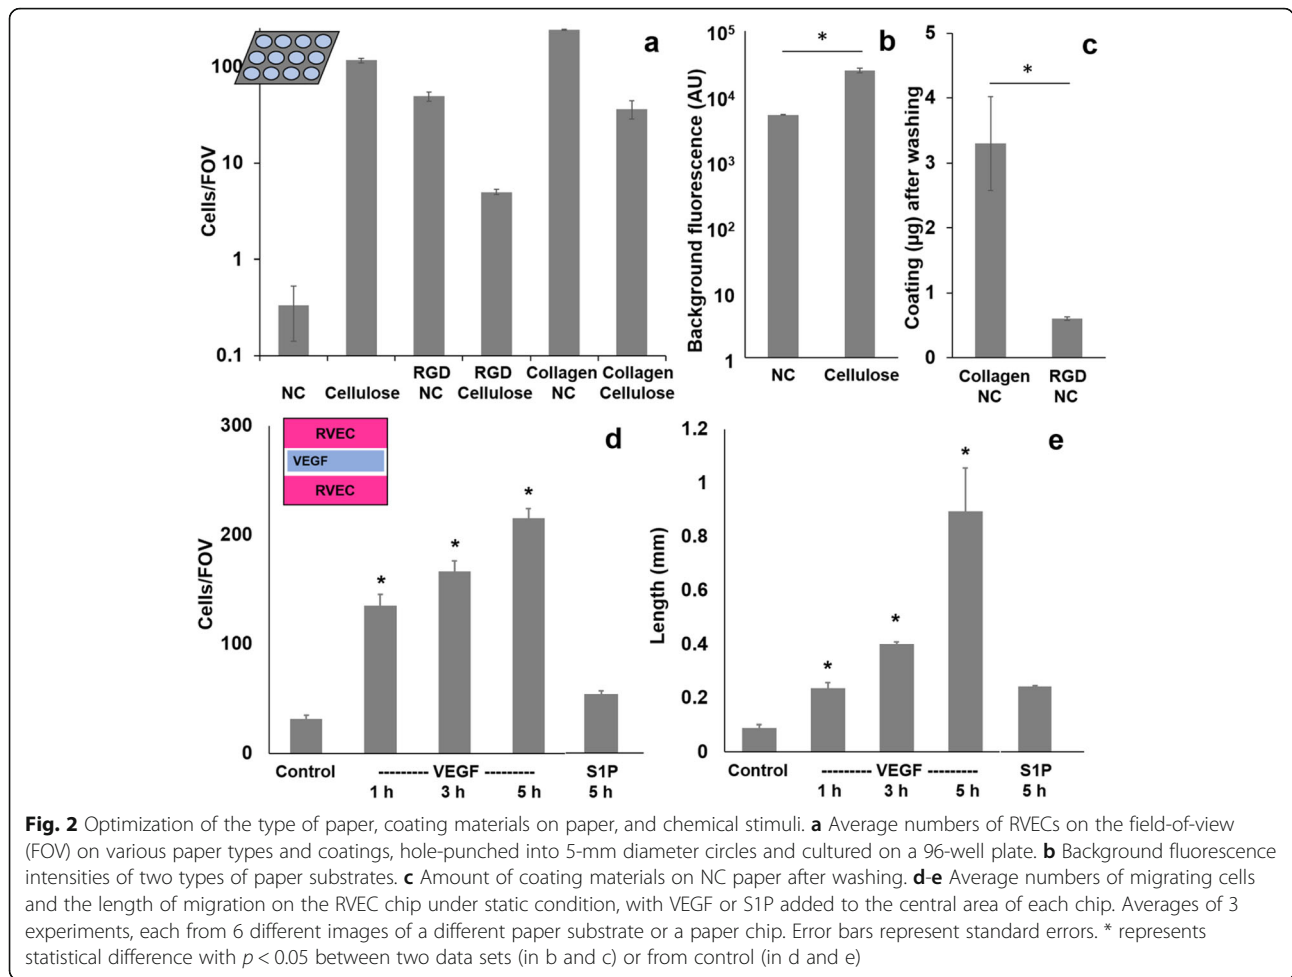 a
Cells/FOV
100
10
1
0.1
NC
Cellulose
RGD
NC
RGD
Cellulose
Collagen
NC
Collagen
Cellulose
b
Background fluorescence (AU)
10⁵
10⁴
10³
10²
10
1
*
NC
Cellulose
c
Coating (µg) after washing
5
4
3
2
1
0
*
Collagen
NC
RGD
NC
d
Cells/FOV
300
200
100
0
RVEC
VEGF
RVEC
*
*
*
Control
--------- VEGF ---------
1 h
3 h
5 h
S1P
5 h
e
Length (mm)
1.2
1
0.8
0.6
0.4
0.2
0
*
*
*
Control
--------- VEGF ---------
1 h
3 h
5 h
S1P
5 h
Fig. 2 Optimization of the type of paper, coating materials on paper, and chemical stimuli. a Average numbers of RVECs on the field-of-view
(FOV) on various paper types and coatings, hole-punched into 5-mm diameter circles and cultured on a 96-well plate. b Background fluorescence
intensities of two types of paper substrates. c Amount of coating materials on NC paper after washing. d-e Average numbers of migrating cells
and the length of migration on the RVEC chip under static condition, with VEGF or S1P added to the central area of each chip. Averages of 3
experiments, each from 6 different images of a different paper substrate or a paper chip. Error bars represent standard errors. * represents
statistical difference with p < 0.05 between two data sets (in b and c) or from control (in d and e)